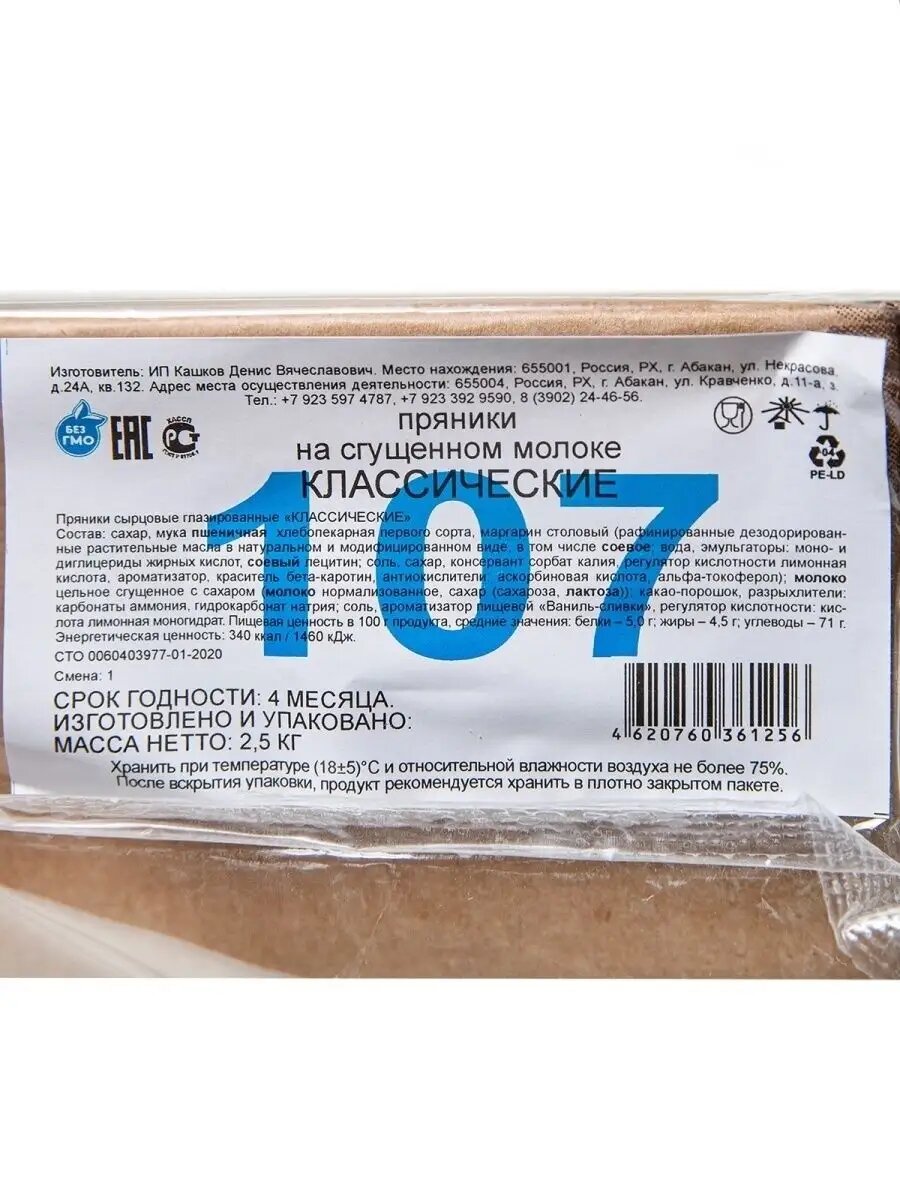 Изготовитель: ИП Кашков Денис Вячеславович. Место нахождения: 655001, Россия, РХ, г. Абакан, ул. Некрасова,
д.24А, кв.132. Адрес места осуществления деятельности: 655004, Россия, РХ, г. Абакан, ул. Кравченко, д.11-а, з.
Тел.: +7 923 597 4787, +7 923 392 9590, 8 (3902) 24-46-56.
БЕЗ
ГМО
ЕАС
пряники
на сгущенном молоке
КЛАССИЧЕСКИЕ
04
PE-LD
107
Пряники сырцовые глазированные «КЛАССИЧЕСКИЕ»
Состав: сахар, мука пшеничная хлебопекарная первого сорта, маргарин столовый (рафинированные дезодорирован-
ные растительные масла в натуральном и модифицированном виде, в том числе соевое; вода, эмульгаторы: моно- и
диглицериды жирных кислот, соевый лецитин; соль, сахар, консервант сорбат калия, регулятор кислотности лимонная
кислота, ароматизатор, краситель бета-каротин, антиокислители: аскорбиновая кислота, альфа-токоферол); молоко
цельное сгущенное с сахаром (молоко нормализованное, сахар (сахароза, лактоза)); какао-порошок, разрыхлители:
карбонаты аммония, гидрокарбонат натрия; соль, ароматизатор пищевой «Ваниль-сливки», регулятор кислотности: кис-
лота лимонная моногидрат. Пищевая ценность в 100 г продукта, средние значения: белки – 5,0 г; жиры – 4,5 г; углеводы – 71 г.
Энергетическая ценность: 340 ккал / 1460 кДж.
СТО 0060403977-01-2020
Смена: 1
СРОК ГОДНОСТИ: 4 МЕСЯЦА.
ИЗГОТОВЛЕНО И УПАКОВАНО:
МАССА НЕТТО: 2,5 КГ
4 620760 361256
Хранить при температуре (18±5)°С и относительной влажности воздуха не более 75%.
После вскрытия упаковки, продукт рекомендуется хранить в плотно закрытом пакете.